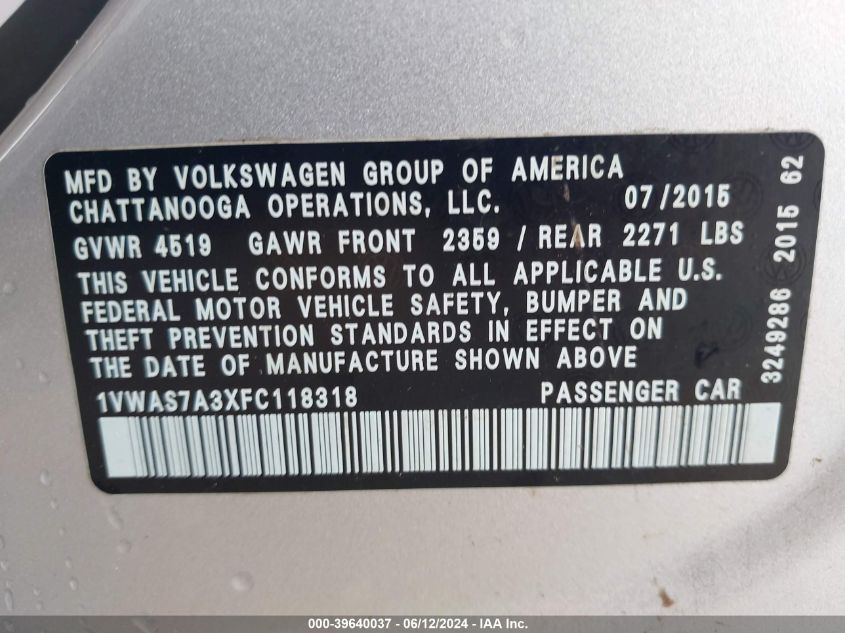 MFD BY VOLKSWAGEN GROUP OF AMERICA
CHATTANOOGA OPERATIONS, LLC. 07/2015
GVWR 4519 GAWR FRONT 2359 / REAR 2271 LBS
THIS VEHICLE CONFORMS TO ALL APPLICABLE U.S.
FEDERAL MOTOR VEHICLE SAFETY, BUMPER AND
THEFT PREVENTION STANDARDS IN EFFECT ON
THE DATE OF MANUFACTURE SHOWN ABOVE
1VWAS7A3XFC118318 PASSENGER CAR
3249286 2015 62
000-39640037 - 06/12/2024 - IAA Inc.